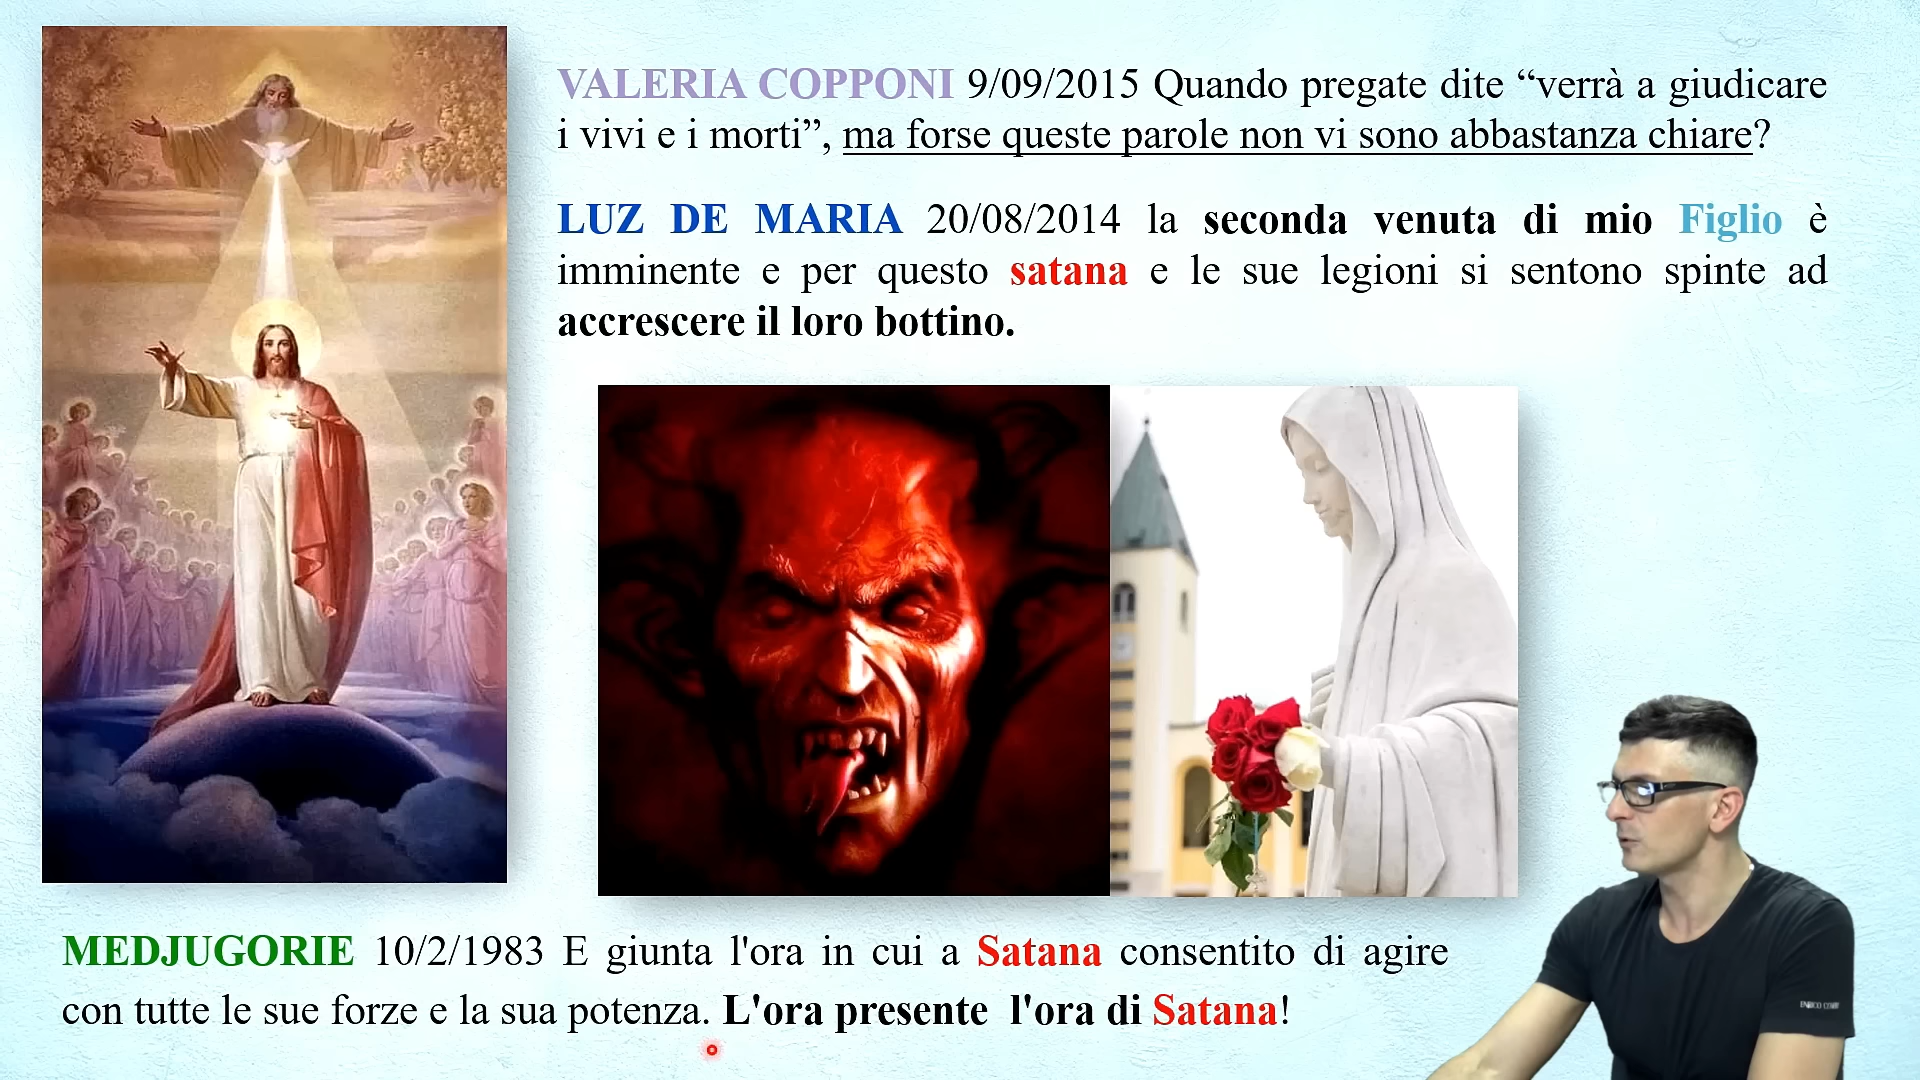 VALERIA COPPONI 9/09/2015 Quando pregate dite “verrà a giudicare
i vivi e i morti”, ma forse queste parole non vi sono abbastanza chiare?
LUZ DE MARIA 20/08/2014 la seconda venuta di mio Figlio è
imminente e per questo satana e le sue legioni si sentono spinte ad
accrescere il loro bottino.
MEDJUGORIE 10/2/1983 E giunta l'ora in cui a Satana consentito di agire
con tutte le sue forze e la sua potenza. L'ora presente l'ora di Satana!